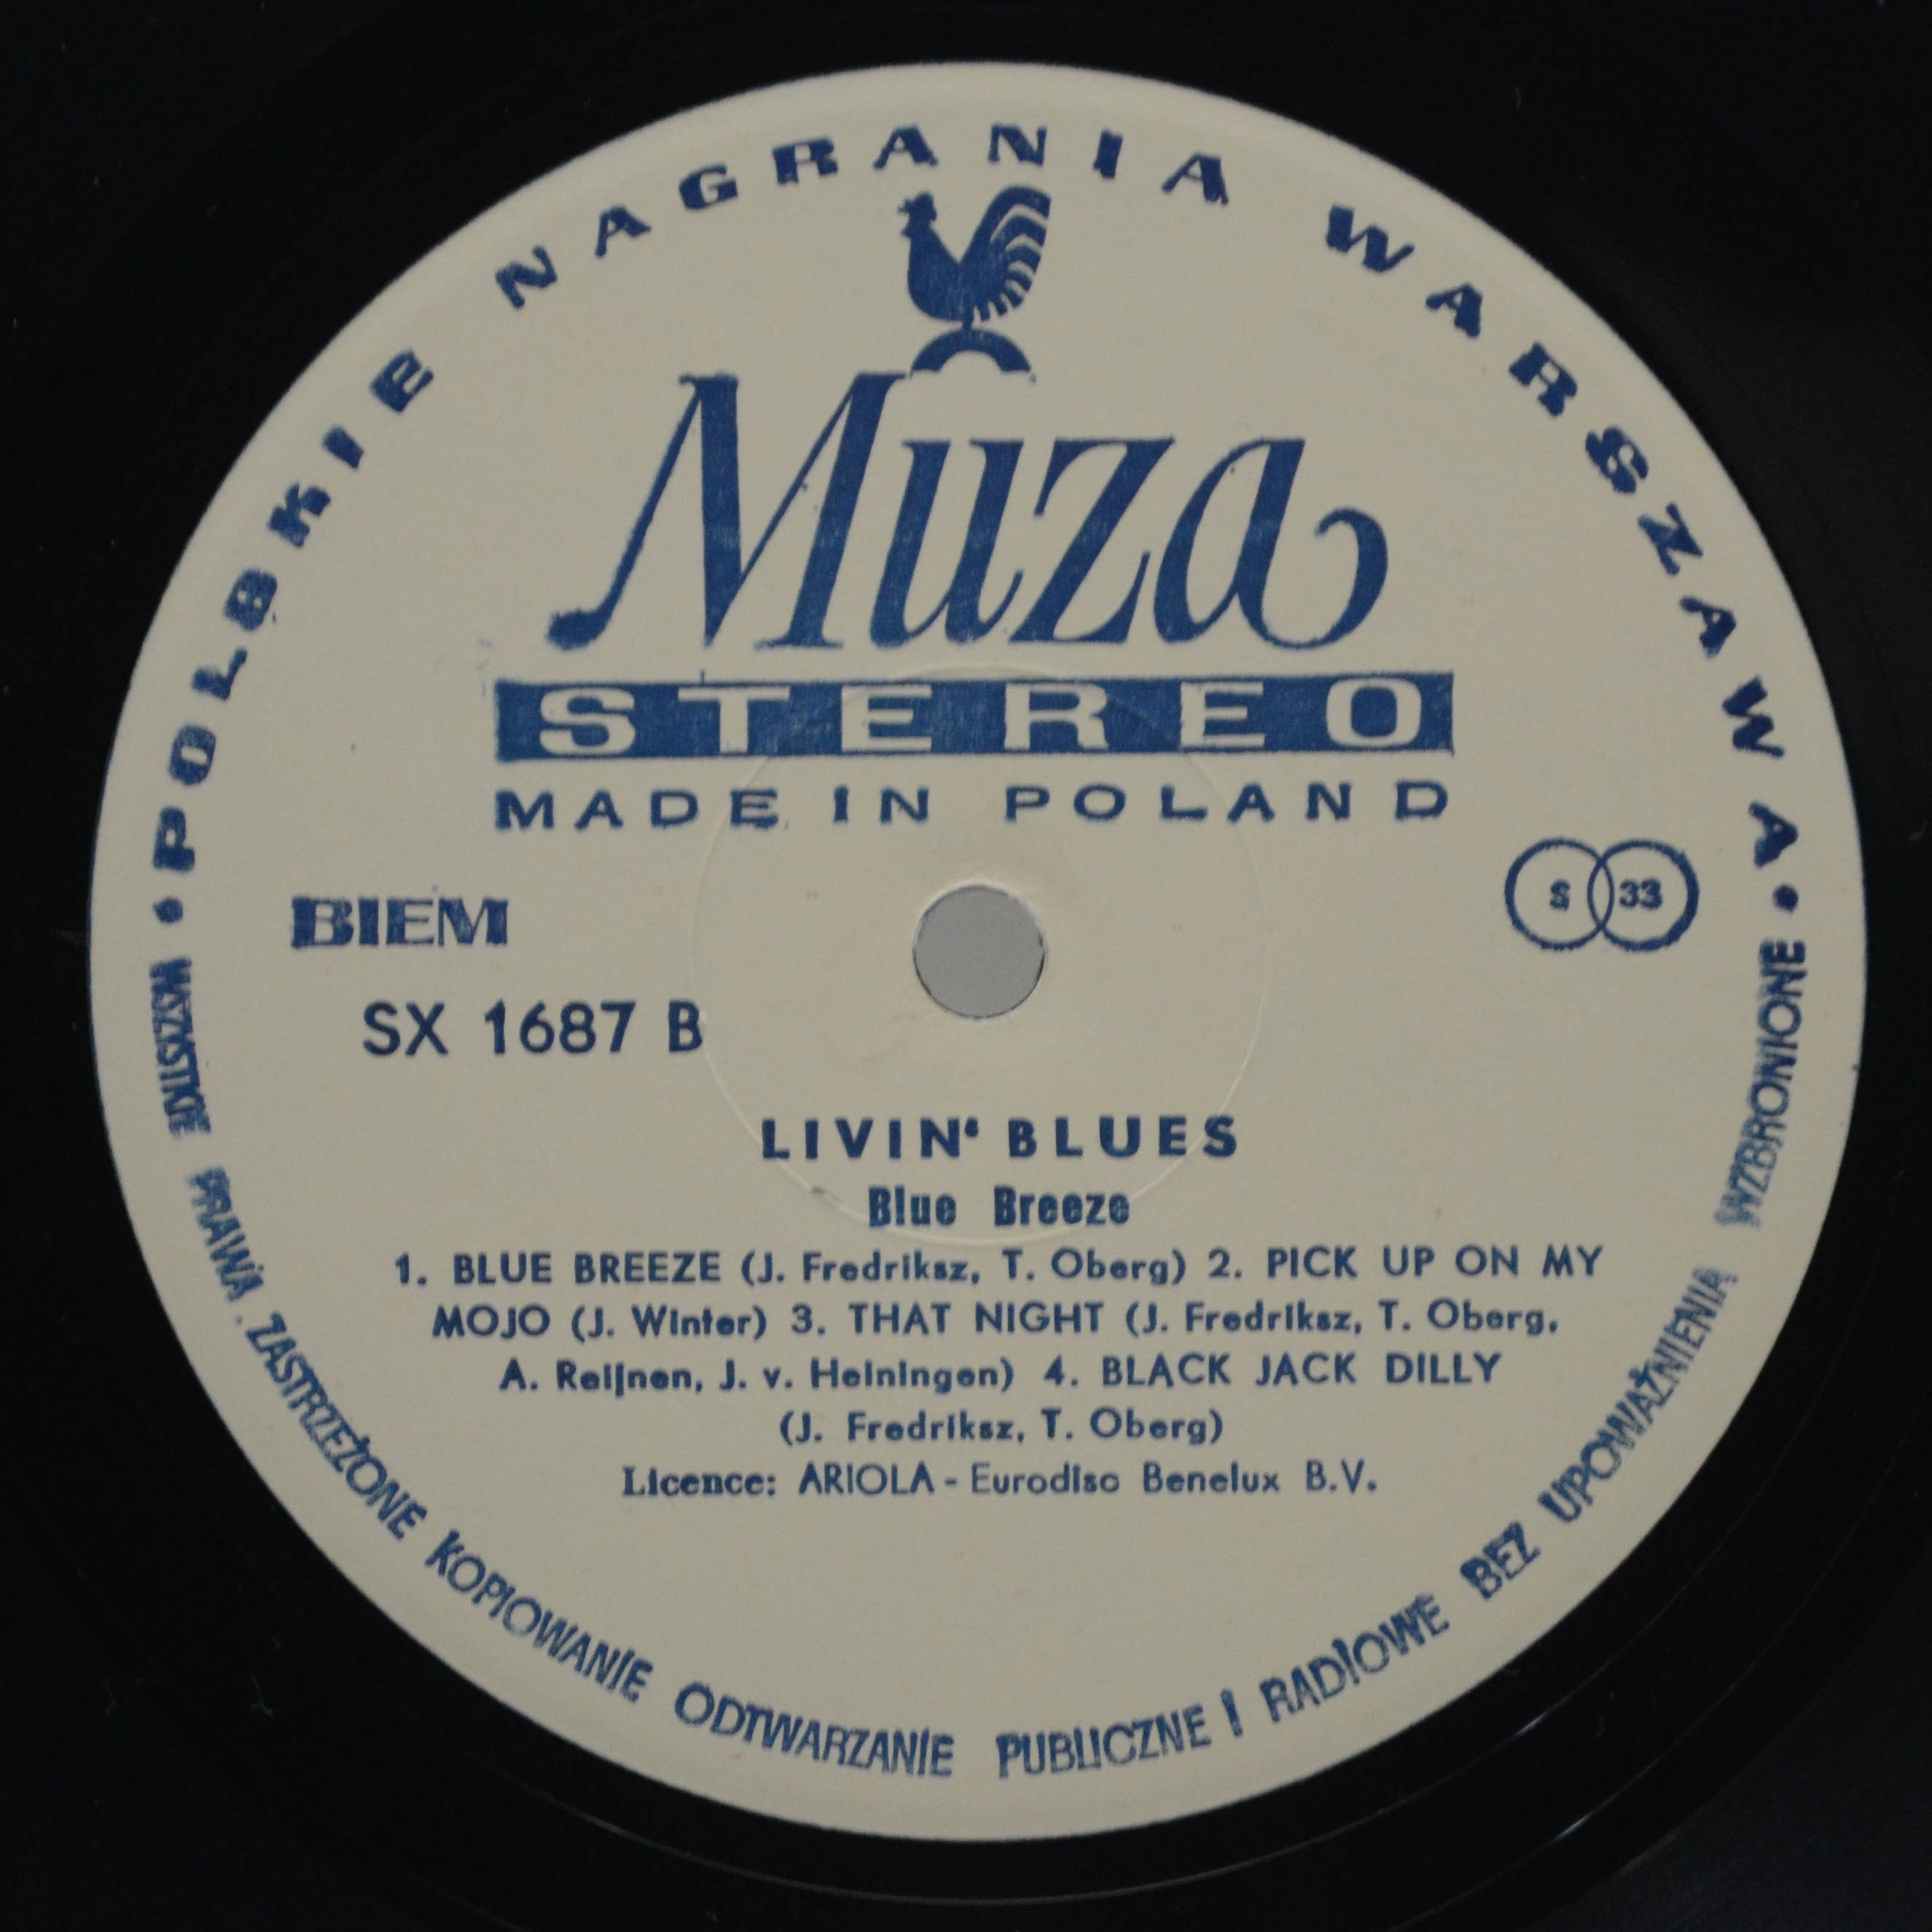 POLSKIE NAGRANIA WARSZAWA
Muza
STEREO
MADE IN POLAND
BIEM
S 33
SX 1687 B
LIVIN' BLUES
Blue Breeze
1. BLUE BREEZE (J. Fredriksz, T. Oberg) 2. PICK UP ON MY
MOJO (J. Winter) 3. THAT NIGHT (J. Fredriksz, T. Oberg,
A. Reijnen, J. v. Heiningen) 4. BLACK JACK DILLY
(J. Fredriksz, T. Oberg)
Licence: ARIOLA - Eurodisc Benelux B.V.
WSZYSTKIE PRAWA ZASTRZEŻONE KOPIOWANIE ODTWARZANIE PUBLICZNE I RADIOWE BEZ UPOWAŻNIENIA WZBRONIONE